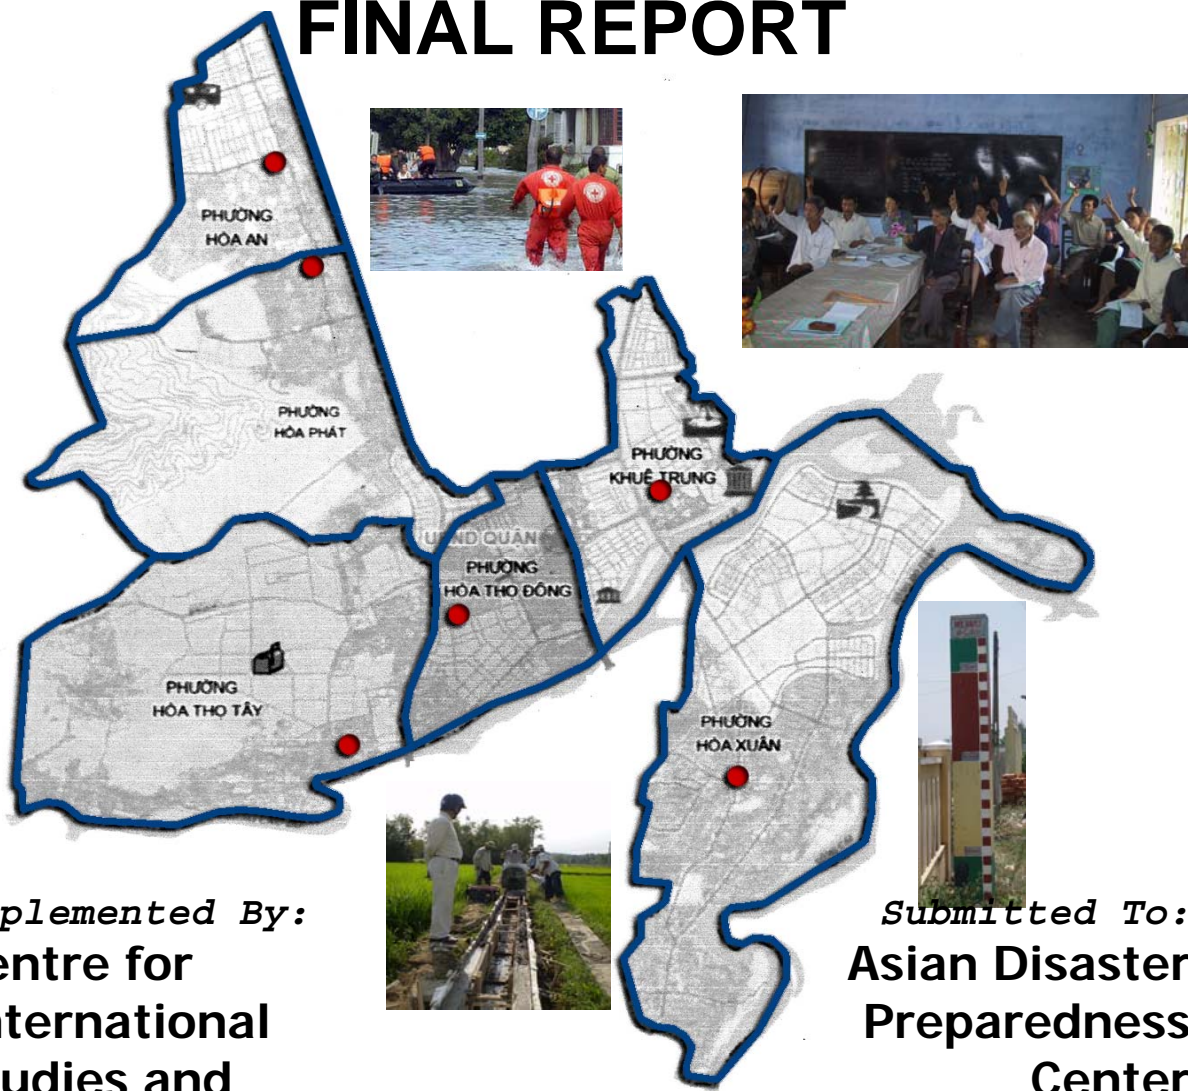 FINAL REPORT
PHƯỜNG
HÒA AN
PHƯỜNG
HÒA PHÁT
PHƯỜNG
KHUÊ TRUNG
UBND QUẬN
PHƯỜNG
HÒA THỌ ĐÔNG
PHƯỜNG
HÒA THỌ TÂY
PHƯỜNG
HÒA XUÂN
plemented By:
entre for
nternational
udies and
Submitted To:
Asian Disaster
Preparedness
Center